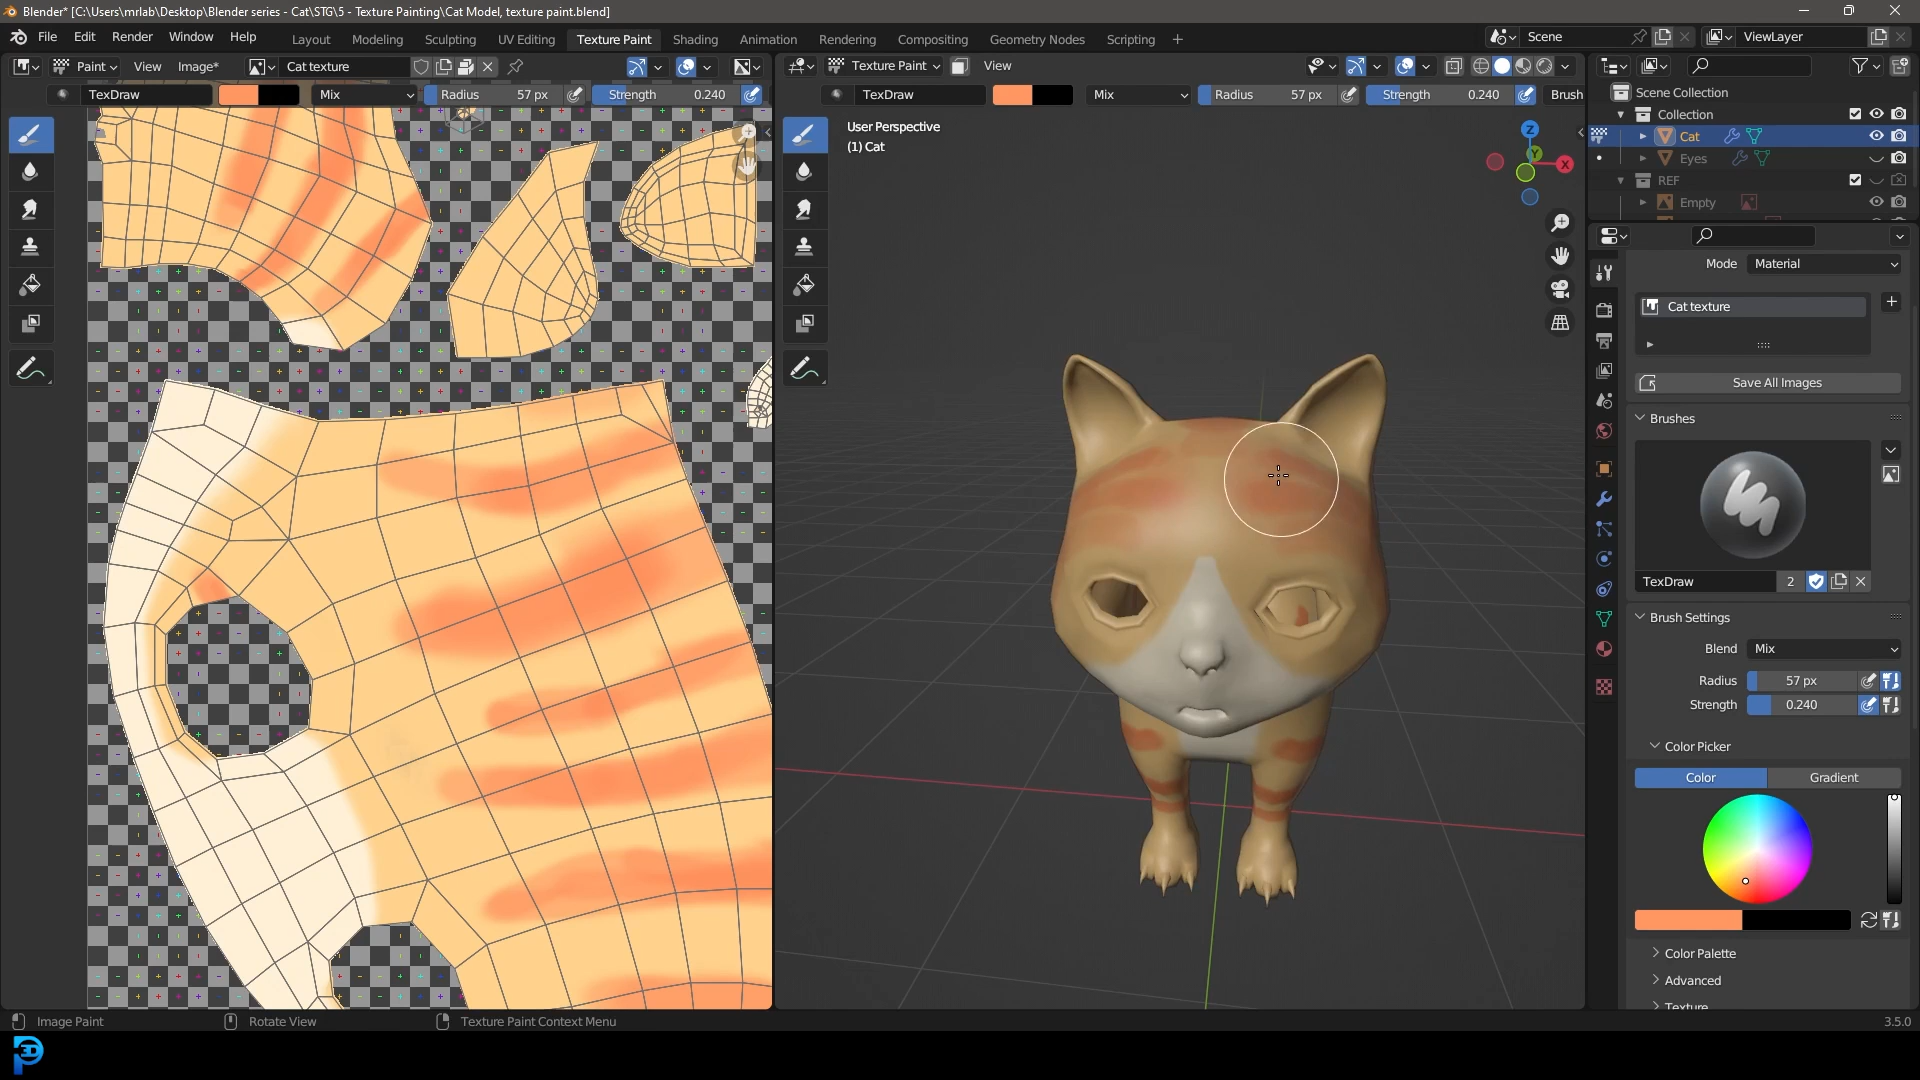 Blender* [C:\Users\mrlab\Desktop\Blender series - Cat\STG\5 - Texture Painting\Cat Model, texture paint.blend]
File Edit Render Window Help Layout Modeling Sculpting UV Editing Texture Paint Shading Animation Rendering Compositing Geometry Nodes Scripting + Scene ViewLayer
Paint View Image* Cat texture Texture Paint View
TexDraw Mix Radius 57 px Strength 0.240 TexDraw Mix Radius 57 px Strength 0.240 Brush
Scene Collection
Collection
Cat
Eyes
REF
Empty
User Perspective
(1) Cat
Z
Y
X
Mode Material
Cat texture
Save All Images
Brushes
TexDraw 2
Brush Settings
Blend Mix
Radius 57 px
Strength 0.240
Color Picker
Color Gradient
Color Palette
Advanced
Texture
Image Paint Rotate View Texture Paint Context Menu 3.5.0
3D